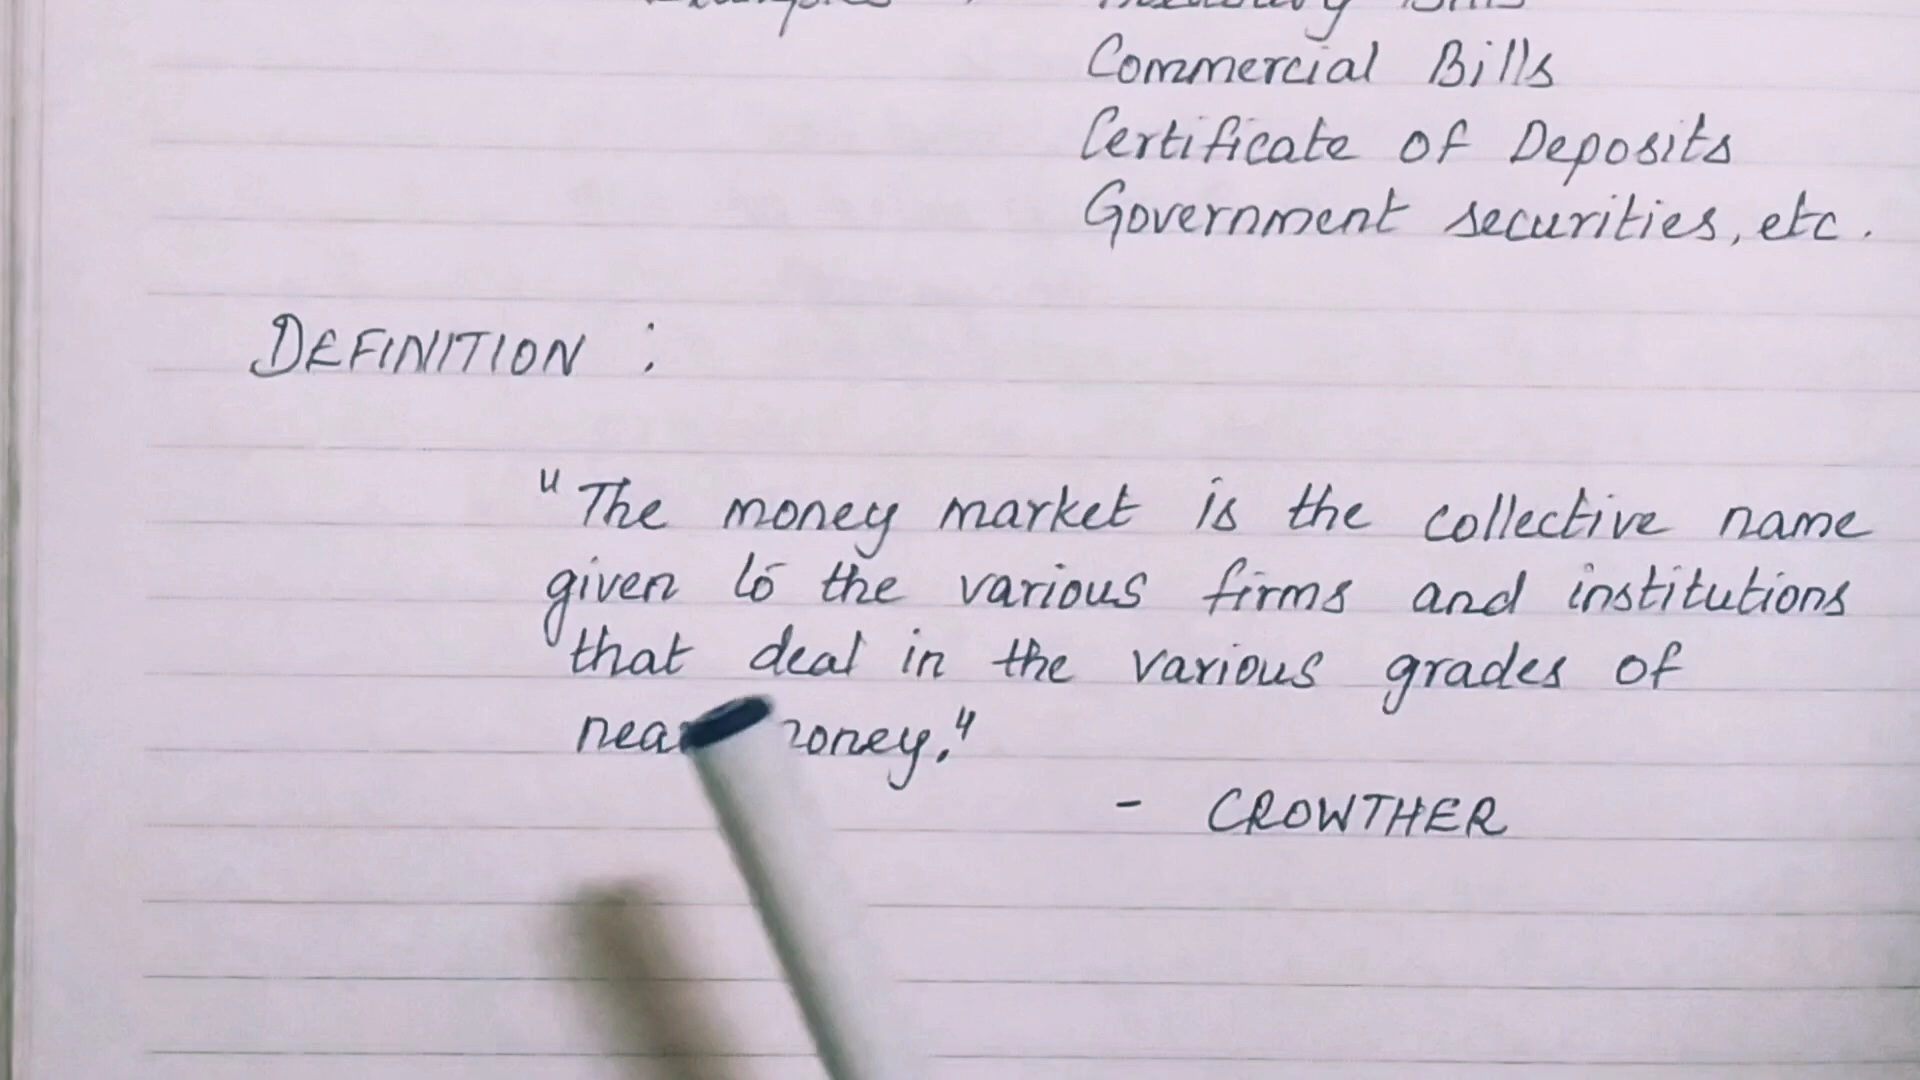 Commercial Bills
Certificate of Deposits
Government securities, etc.
DEFINITION :
"The money market is the collective name
given to the various firms and institutions
that deal in the various grades of
money."
- CROWTHER